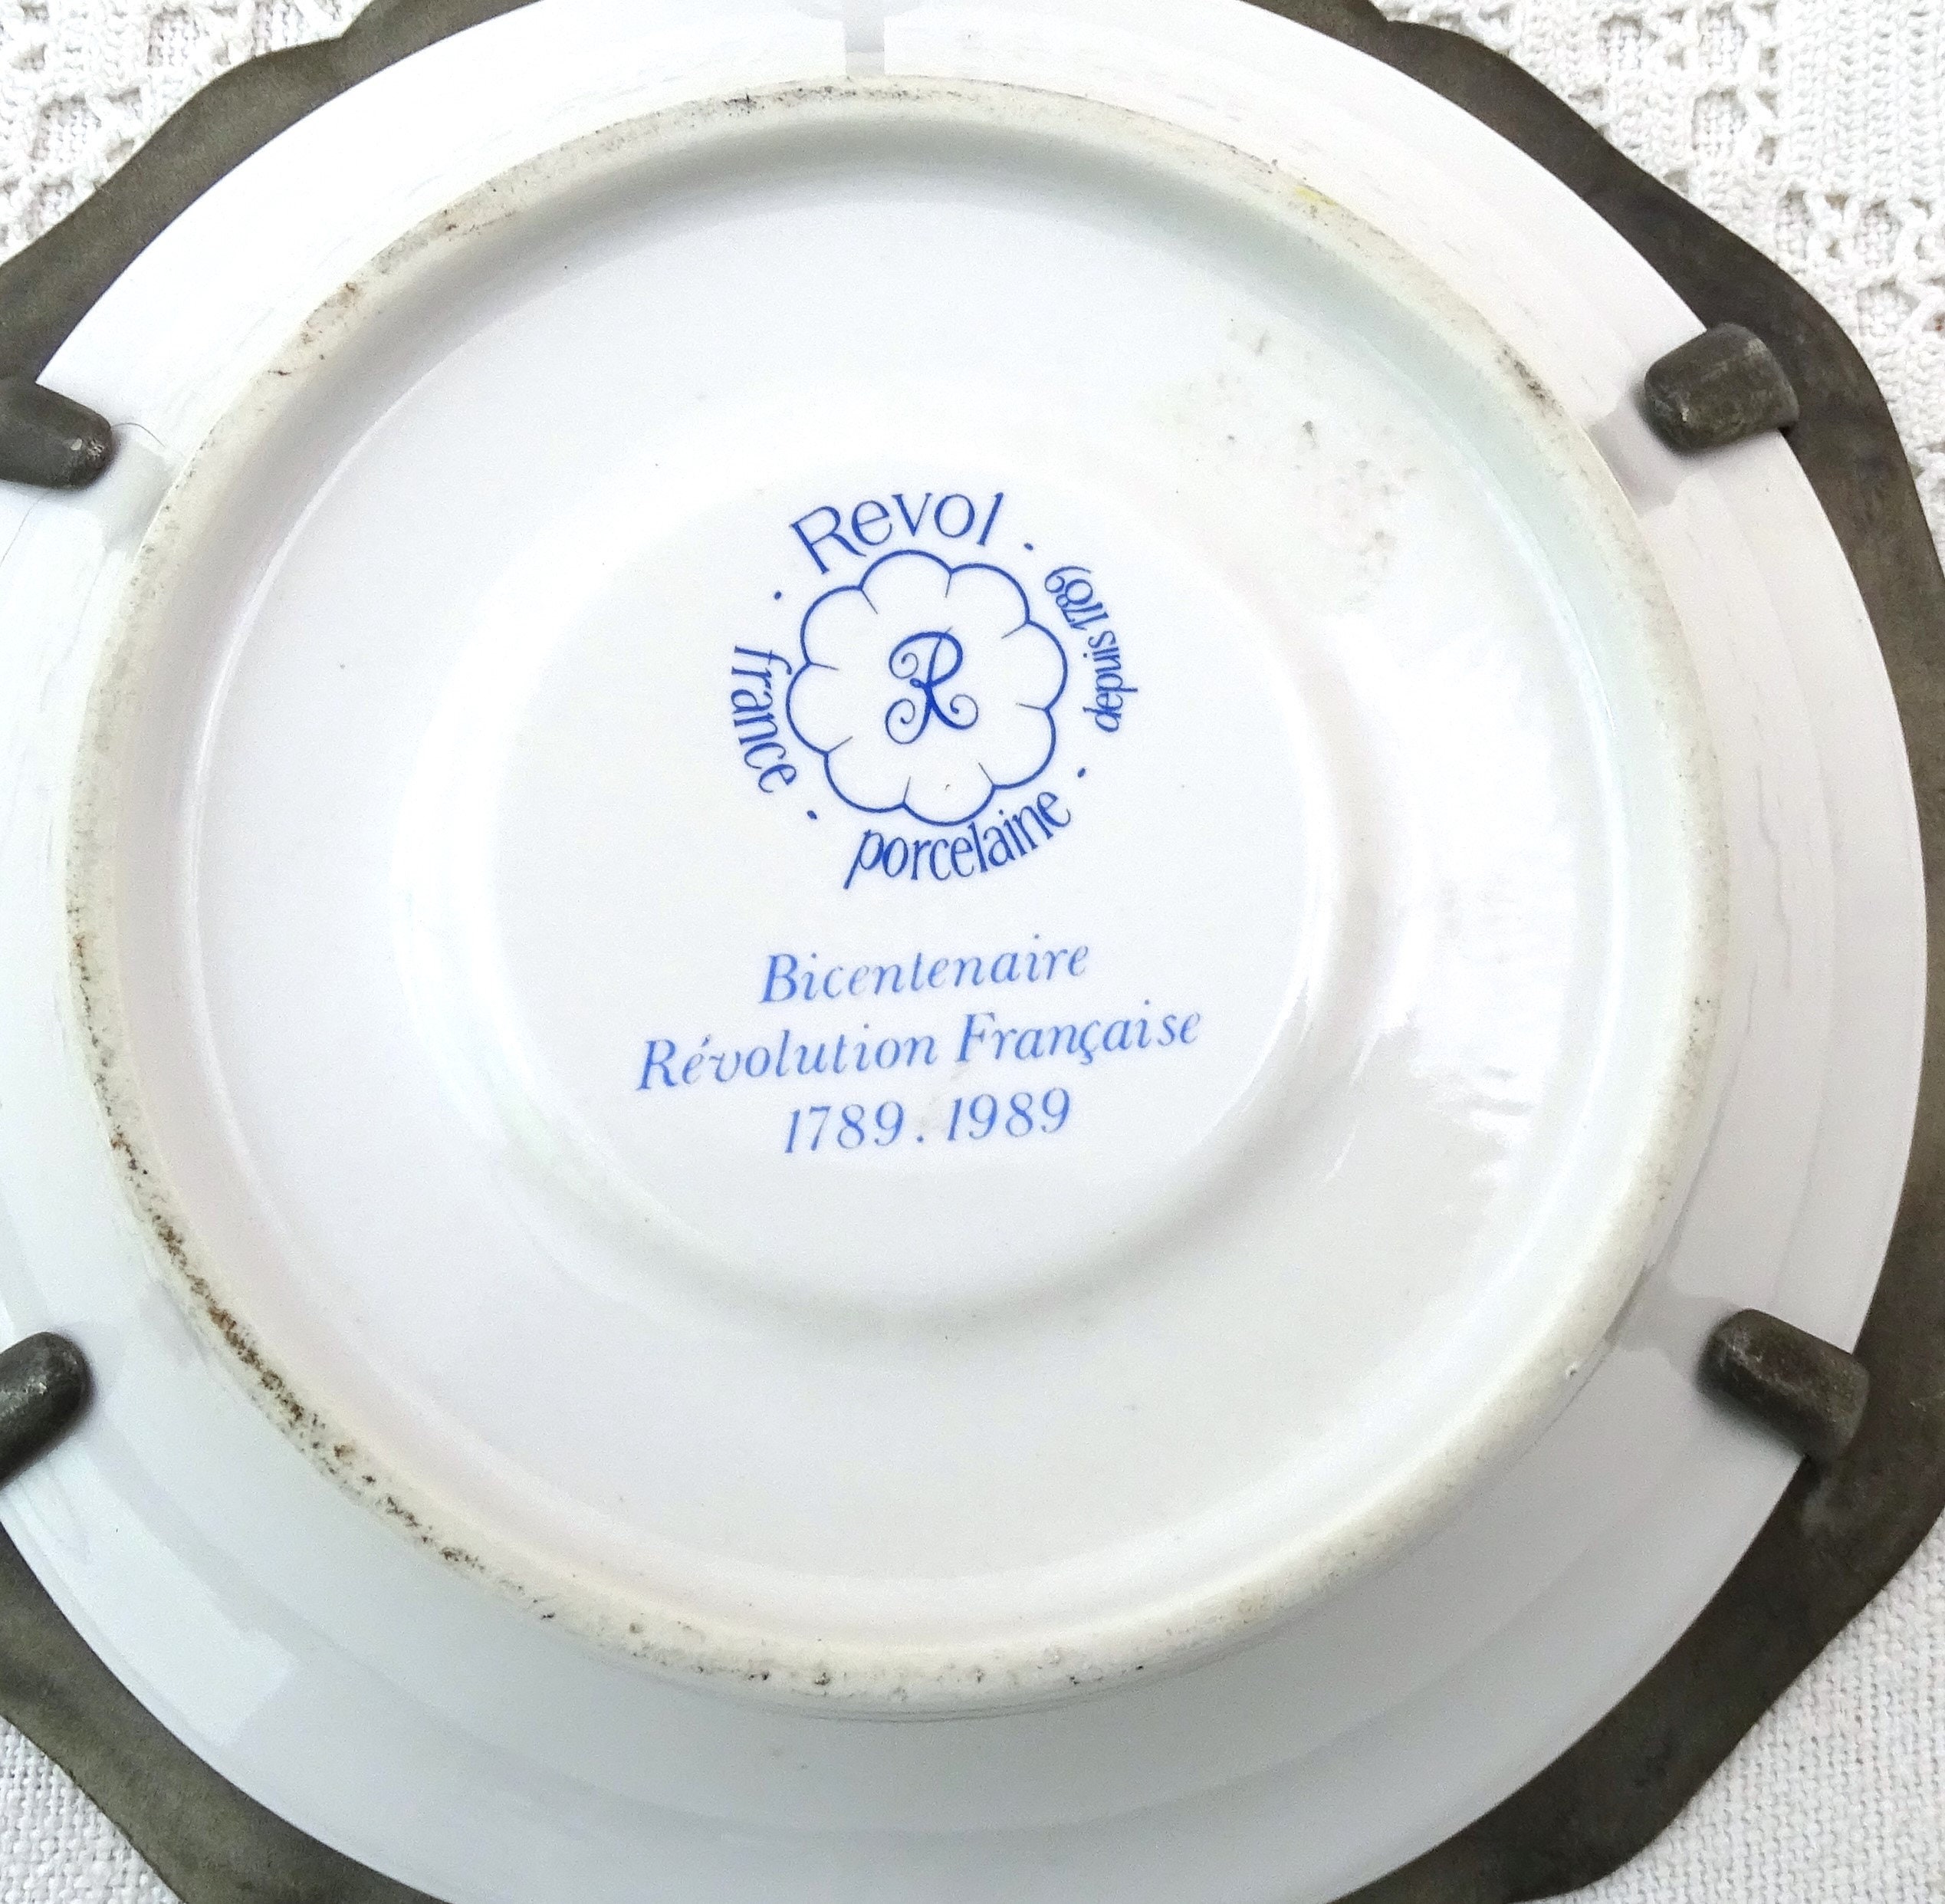 Revol
depuis 1789
porcelaine
france
R
Bicentenaire
Révolution Française
1789.1989